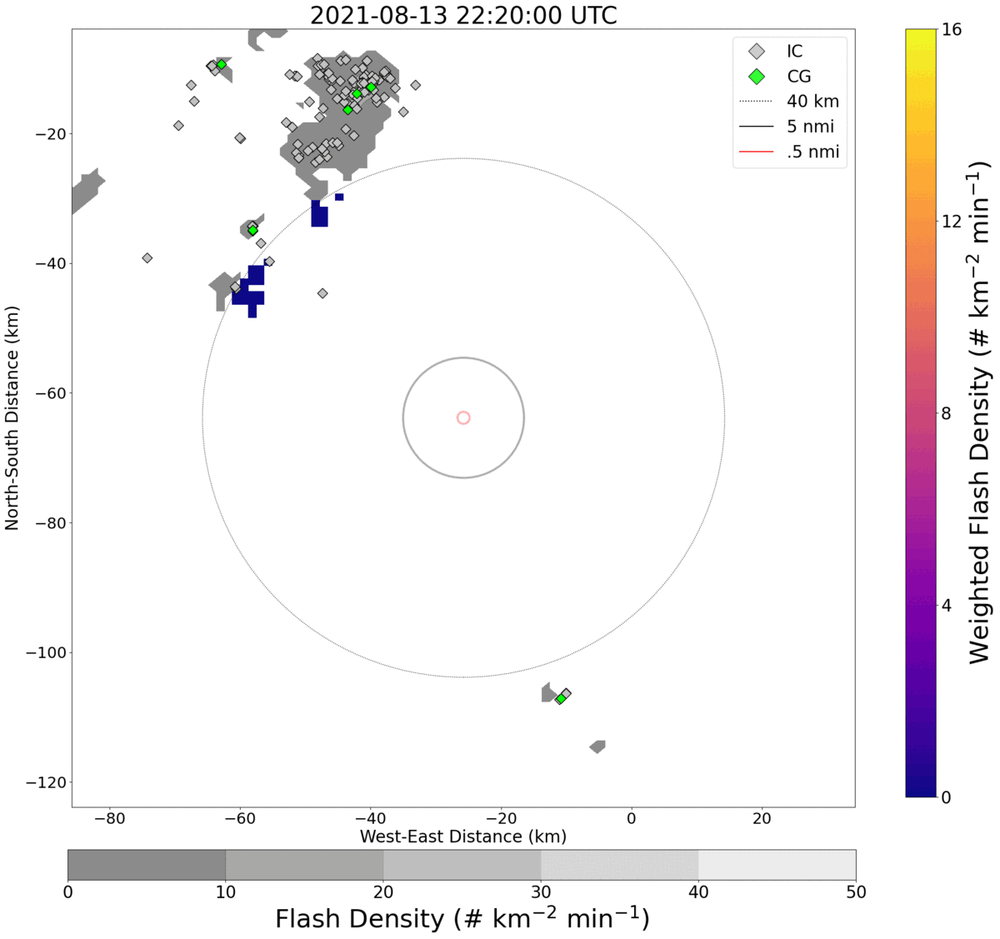 2021-08-13 22:20:00 UTC
IC
CG
40 km
5 nmi
.5 nmi
−20
−40
−60
−80
−100
−120
North-South Distance (km)
−80 −60 −40 −20 0 20
West-East Distance (km)
16
12
8
4
0
Weighted Flash Density (# km⁻² min⁻¹)
0 10 20 30 40 50
Flash Density (# km⁻² min⁻¹)